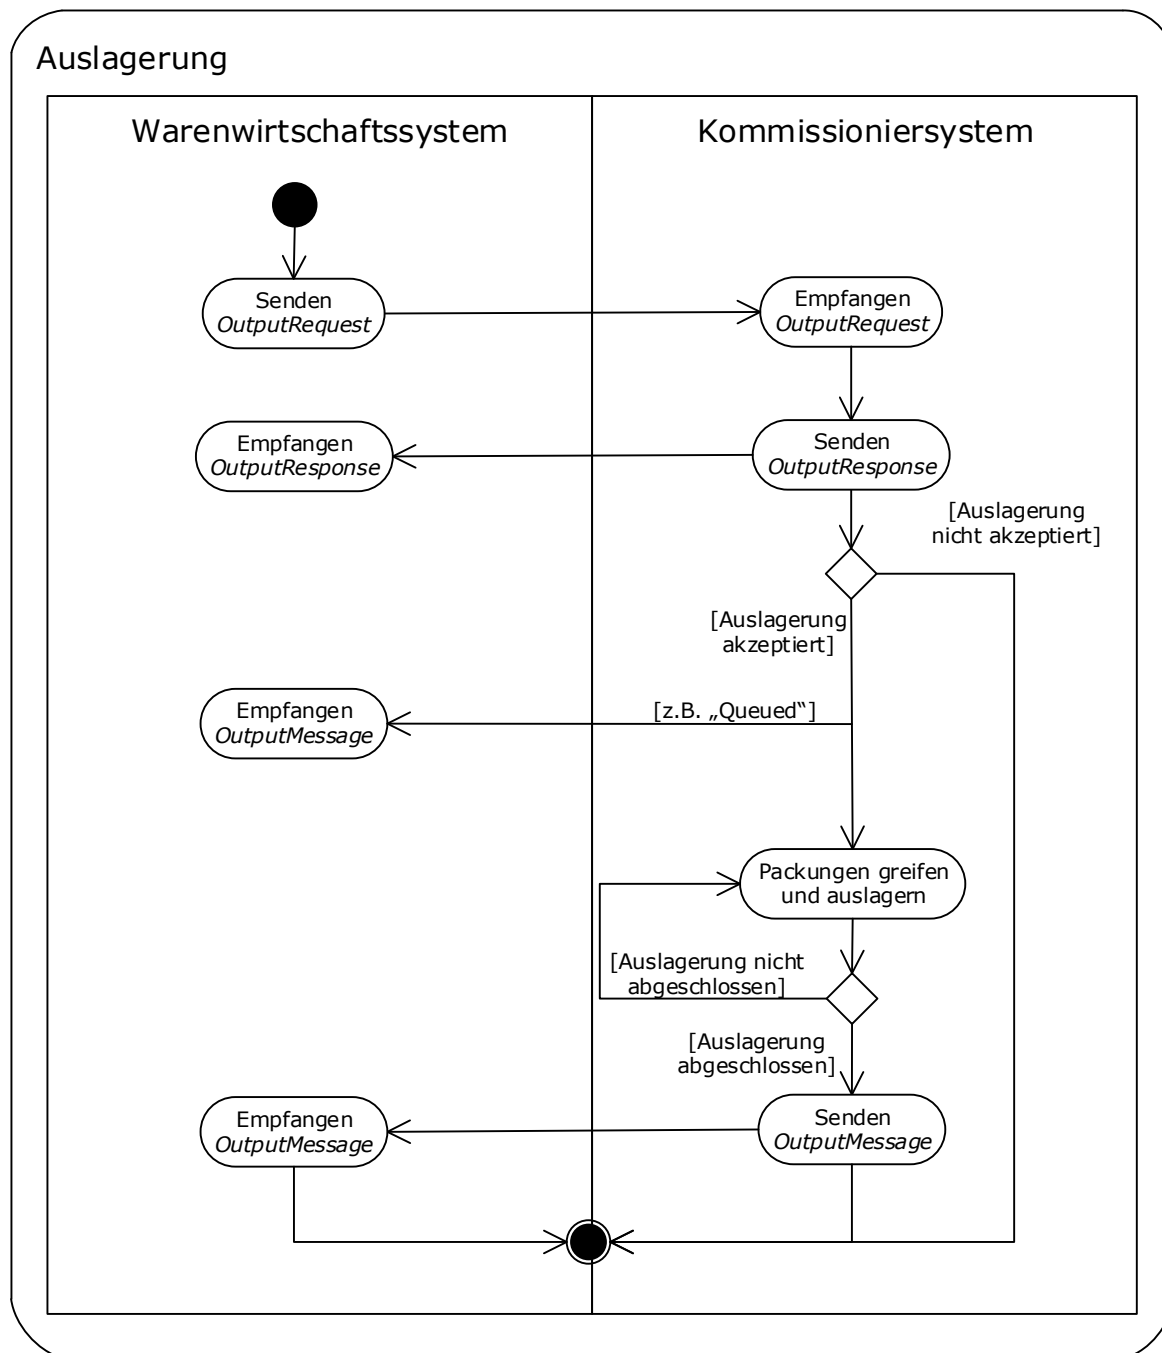 Auslagerung
Warenwirtschaftssystem
Kommissioniersystem
Senden
OutputRequest
Empfangen
OutputRequest
Empfangen
OutputResponse
Senden
OutputResponse
[Auslagerung
nicht akzeptiert]
[Auslagerung
akzeptiert]
Empfangen
OutputMessage
[z.B. „Queued“]
Packungen greifen
und auslagern
[Auslagerung nicht
abgeschlossen]
[Auslagerung
abgeschlossen]
Empfangen
OutputMessage
Senden
OutputMessage